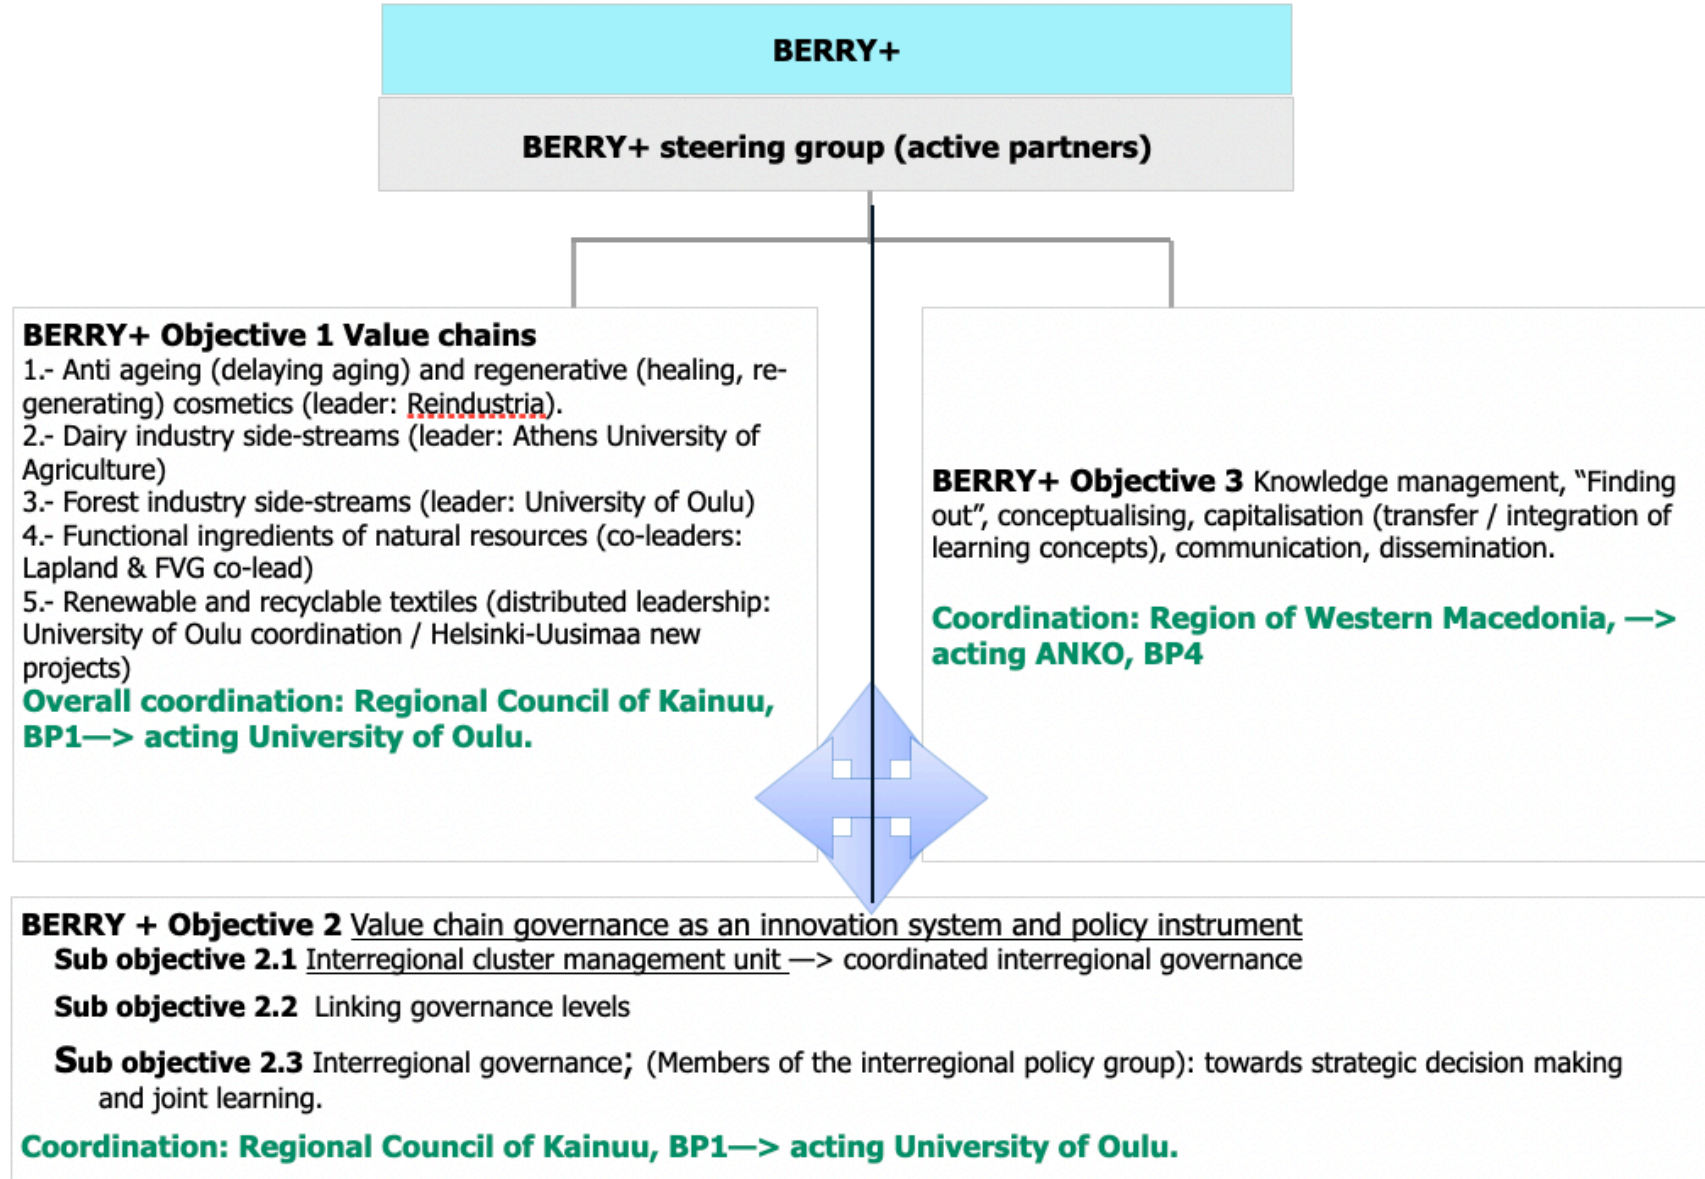 BERRY+
BERRY+ steering group (active partners)
BERRY+ Objective 1 Value chains
1.- Anti ageing (delaying aging) and regenerative (healing, re-
generating) cosmetics (leader: Reindustria).
2.- Dairy industry side-streams (leader: Athens University of
Agriculture)
3.- Forest industry side-streams (leader: University of Oulu)
4.- Functional ingredients of natural resources (co-leaders:
Lapland & FVG co-lead)
5.- Renewable and recyclable textiles (distributed leadership:
University of Oulu coordination / Helsinki-Uusimaa new
projects)
Overall coordination: Regional Council of Kainuu,
BP1—> acting University of Oulu.
BERRY+ Objective 3 Knowledge management, “Finding
out”, conceptualising, capitalisation (transfer / integration of
learning concepts), communication, dissemination.
Coordination: Region of Western Macedonia, —>
acting ANKO, BP4
BERRY + Objective 2 Value chain governance as an innovation system and policy instrument
Sub objective 2.1 Interregional cluster management unit —> coordinated interregional governance
Sub objective 2.2 Linking governance levels
Sub objective 2.3 Interregional governance; (Members of the interregional policy group): towards strategic decision making
and joint learning.
Coordination: Regional Council of Kainuu, BP1—> acting University of Oulu.